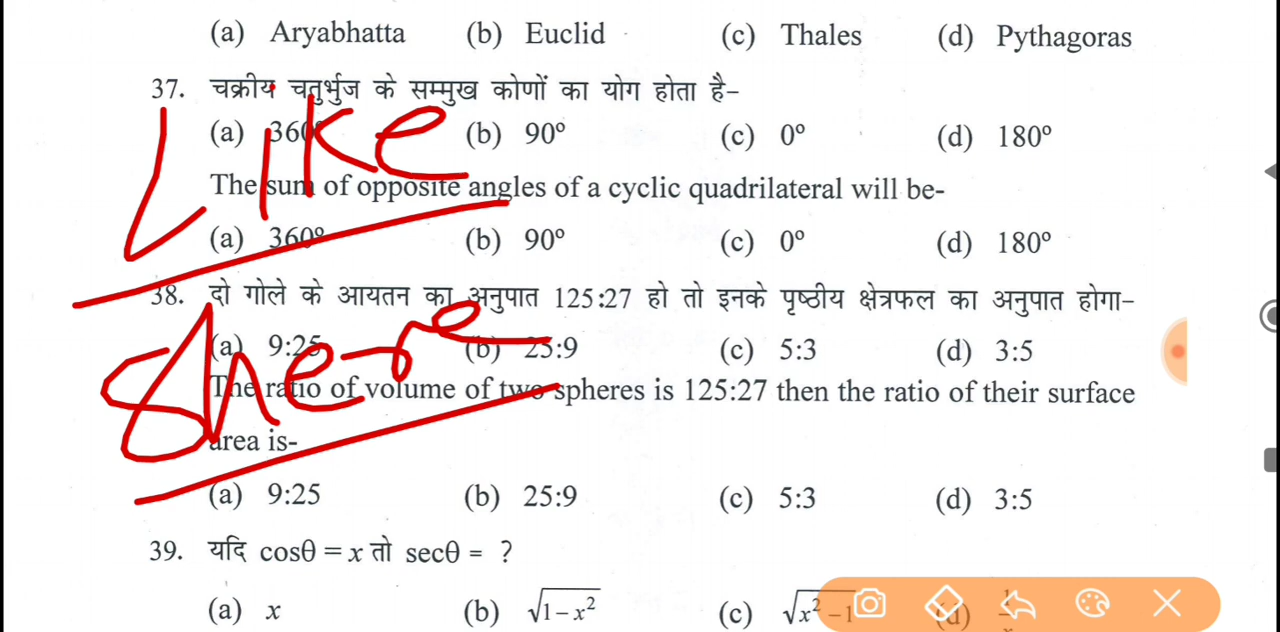 (a) Aryabhatta (b) Euclid (c) Thales (d) Pythagoras
37. चक्रीय चतुर्भुज के सम्मुख कोणों का योग होता है-
(a) 360° (b) 90° (c) 0° (d) 180°
Like
The sum of opposite angles of a cyclic quadrilateral will be-
(a) 360° (b) 90° (c) 0° (d) 180°
38. दो गोले के आयतन का अनुपात 125:27 हो तो इनके पृष्ठीय क्षेत्रफल का अनुपात होगा-
(a) 9:25 (b) 25:9 (c) 5:3 (d) 3:5
Shere
The ratio of volume of two spheres is 125:27 then the ratio of their surface
area is-
(a) 9:25 (b) 25:9 (c) 5:3 (d) 3:5
39. यदि cosθ = x तो secθ = ?
(a) x (b) √1−x² (c) √x²−1 (d)